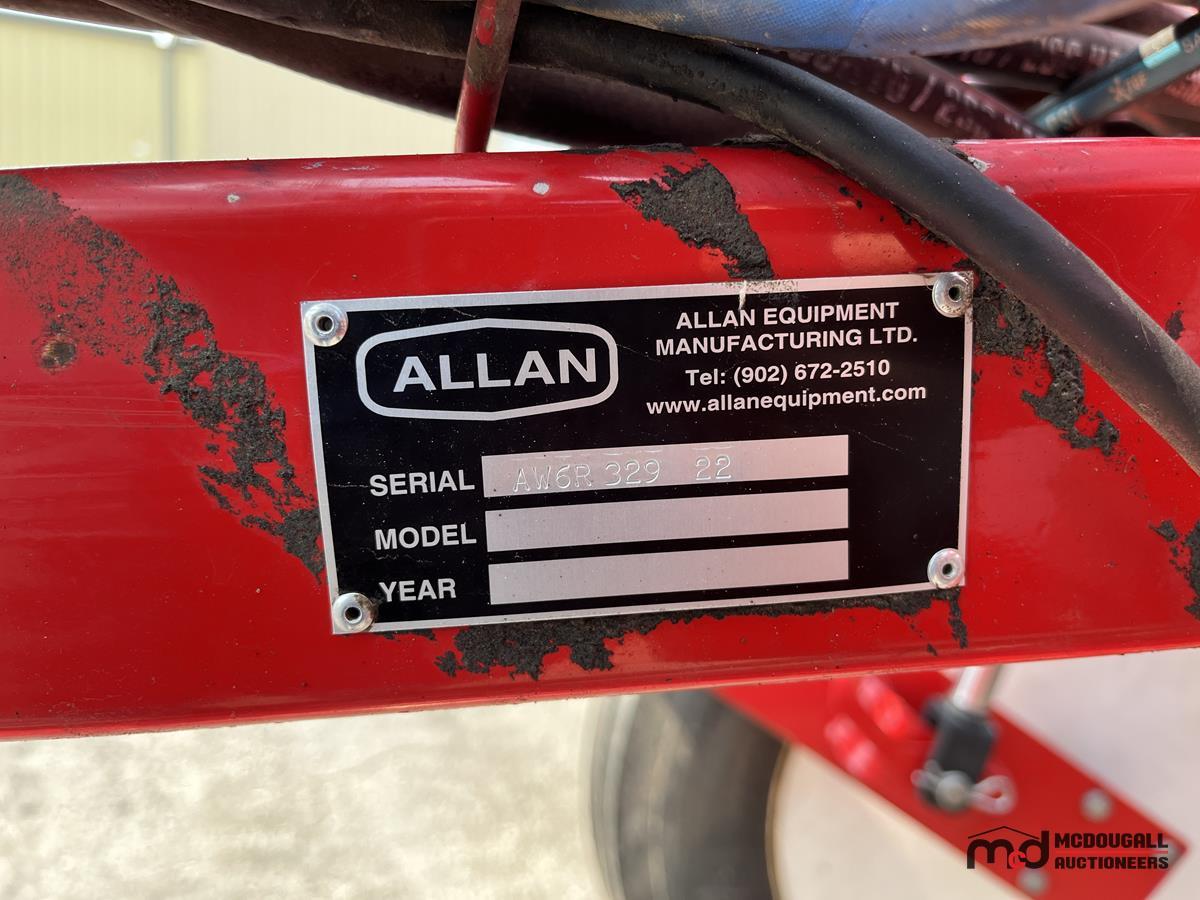 ALLAN
ALLAN EQUIPMENT
MANUFACTURING LTD.
Tel: (902) 672-2510
www.allanequipment.com
SERIAL AW6R 329 22
MODEL
YEAR
md MCDOUGALL
AUCTIONEERS